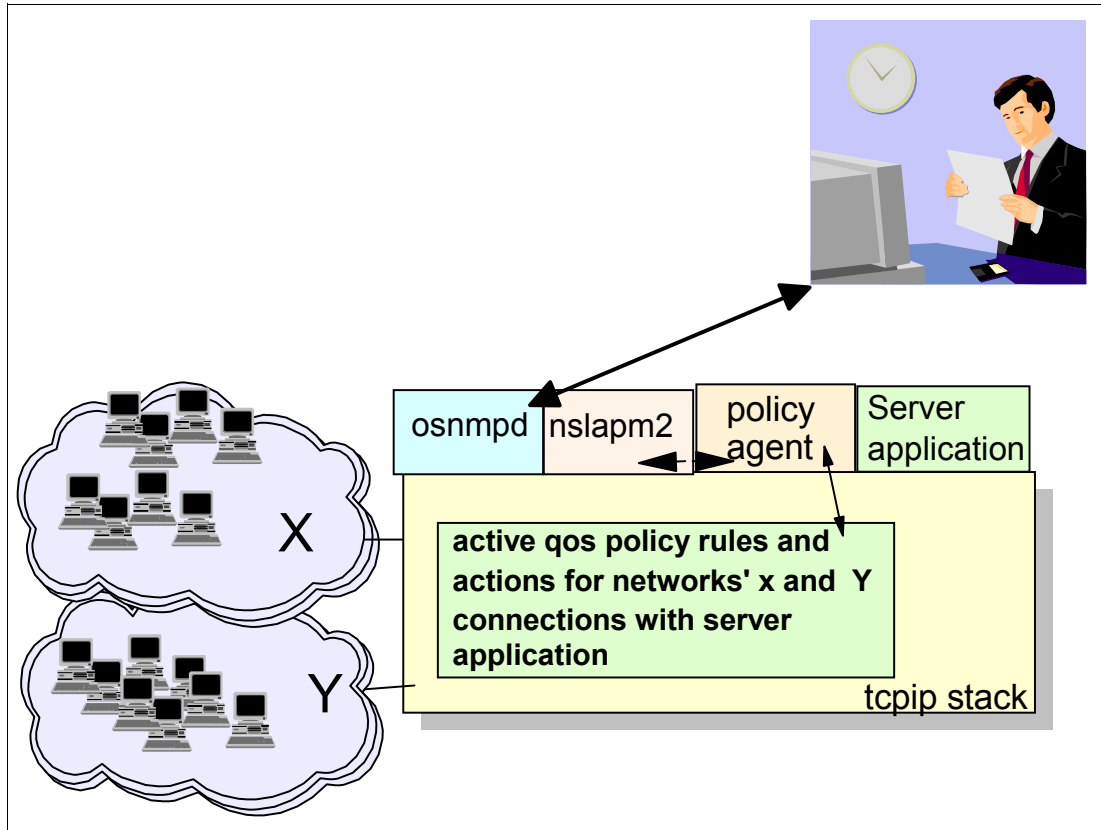 osnmpd
nslapm2
policy
agent
Server
application
X
active qos policy rules and
actions for networks' x and  Y
connections with server
application
Y
tcpip stack